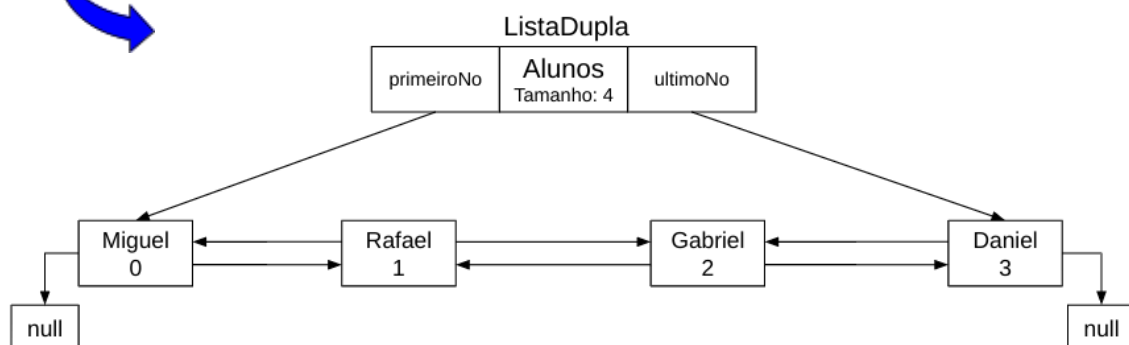 ListaDupla
primeiroNo
Alunos
Tamanho: 4
ultimoNo
Miguel
0
Rafael
1
Gabriel
2
Daniel
3
null
null